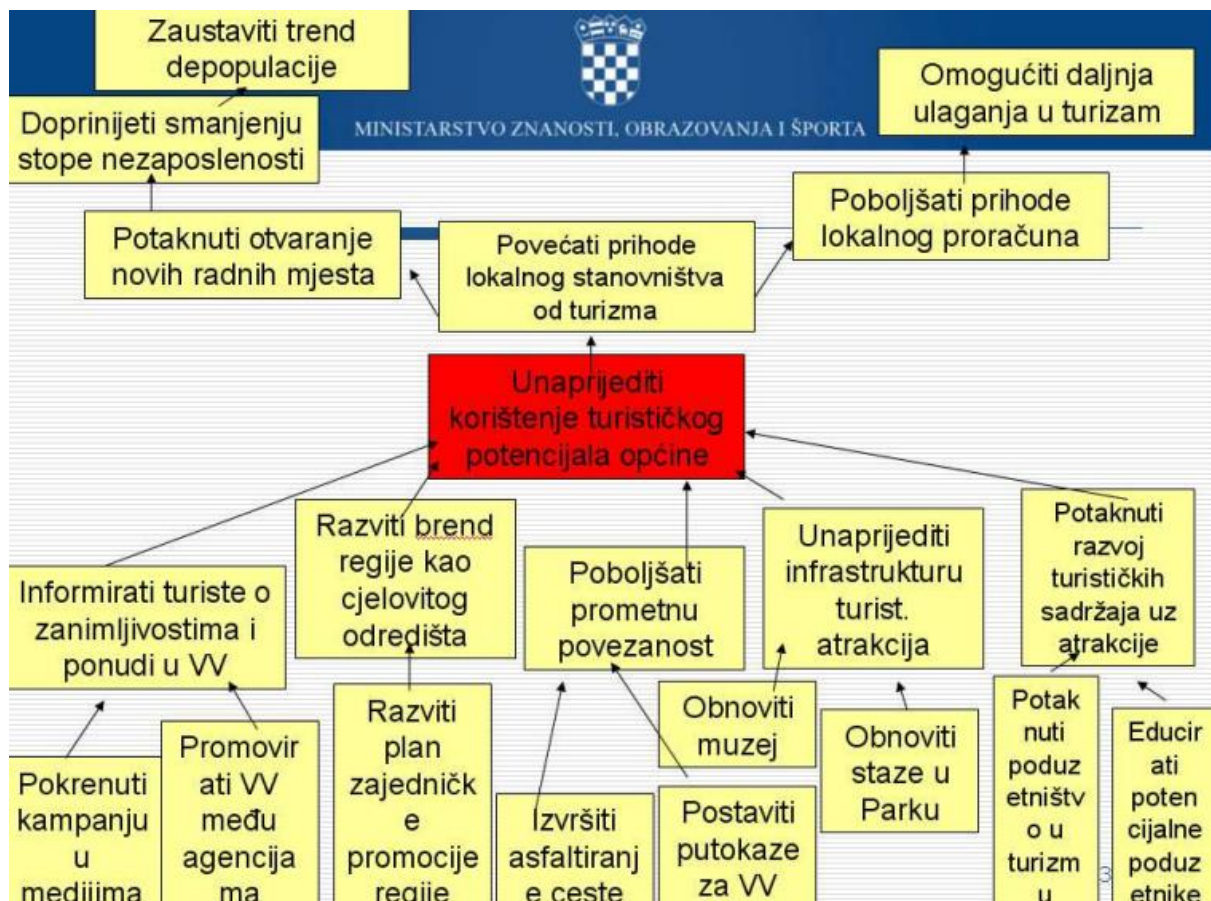 Zaustaviti trend
depopulacije
Omogućiti daljnja
ulaganja u turizam
Doprinijeti smanjenju
stope nezaposlenosti
MINISTARSTVO ZNANOSTI, OBRAZOVANJA I ŠPORTA
Poboljšati prihode
lokalnog proračuna
Potaknuti otvaranje
novih radnih mjesta
Povećati prihode
lokalnog stanovništva
od turizma
Unaprijediti
korištenje turističkog
potencijala općine
Informirati turiste o
zanimljivostima i
ponudi u VV
Razviti brend
regije kao
cjelovitog
odredišta
Poboljšati
prometnu
povezanost
Unaprijediti
infrastrukturu
turist.
atrakcija
Potaknuti
razvoj
turističkih
sadržaja uz
atrakcije
Pokrenuti
kampanju
u
medijima
Promovir
ati VV
među
agencija
ma
Razviti
plan
zajedničk
e
promocije
regije
Izvršiti
asfaltiranj
e ceste
Postaviti
putokaze
za VV
Obnoviti
muzej
Obnoviti
staze u
Parku
Potak
nuti
poduz
etništv
o u
turizm
u
Educir
ati
poten
cijalne
poduz
etnike
3